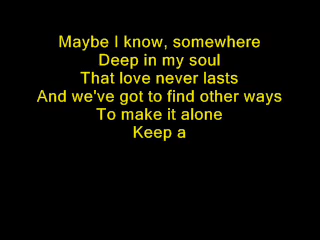 Maybe I know, somewhere
Deep in my soul
That love never lasts
And we've got to find other ways
To make it alone
Keep a